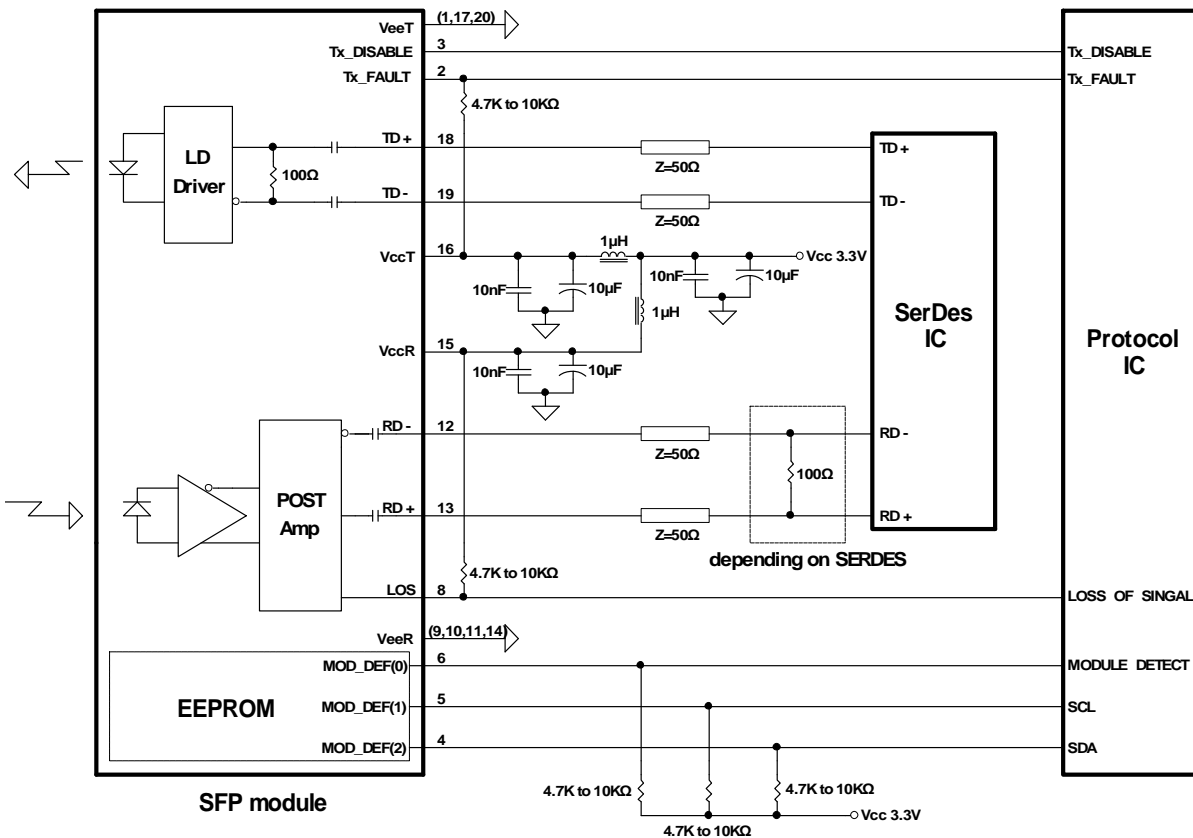 VeeT
(1,17,20)
Tx_DISABLE
3
Tx_DISABLE
Tx_FAULT
2
Tx_FAULT
4.7K to 10KΩ
LD
Driver
100Ω
TD+
18
Z=50Ω
TD+
TD-
19
Z=50Ω
TD-
VccT
16
1µH
Vcc 3.3V
10nF
10µF
10nF
10µF
1µH
SerDes
IC
Protocol
IC
VccR
15
10nF
10µF
RD-
12
Z=50Ω
RD-
100Ω
POST
Amp
RD+
13
Z=50Ω
RD+
depending on SERDES
4.7K to 10KΩ
LOS
8
LOSS OF SINGAL
VeeR
(9,10,11,14)
EEPROM
MOD_DEF(0)
6
MODULE DETECT
MOD_DEF(1)
5
SCL
MOD_DEF(2)
4
SDA
SFP module
4.7K to 10KΩ
4.7K to 10KΩ
4.7K to 10KΩ
Vcc 3.3V